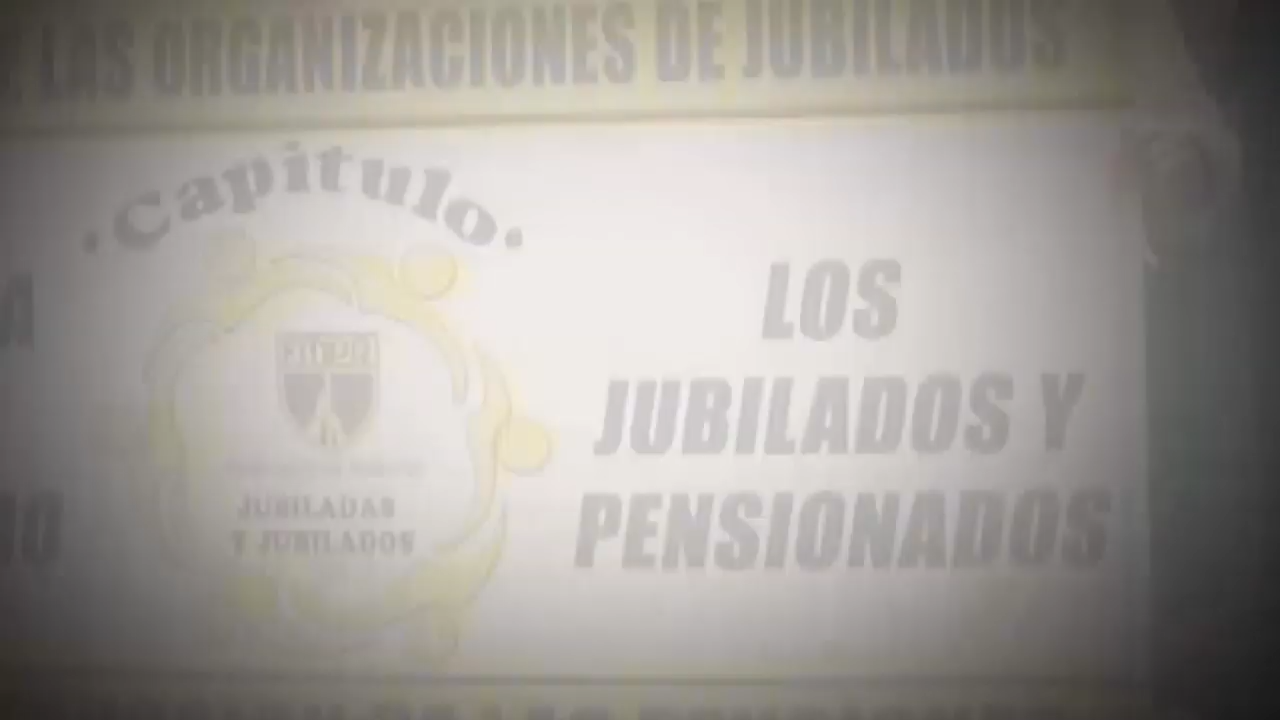 LAS ORGANIZACIONES DE JUBILADOS
.Capitulo.
LOS
JUBILADOS Y
PENSIONADOS
JUBILADAS
Y JUBILADOS